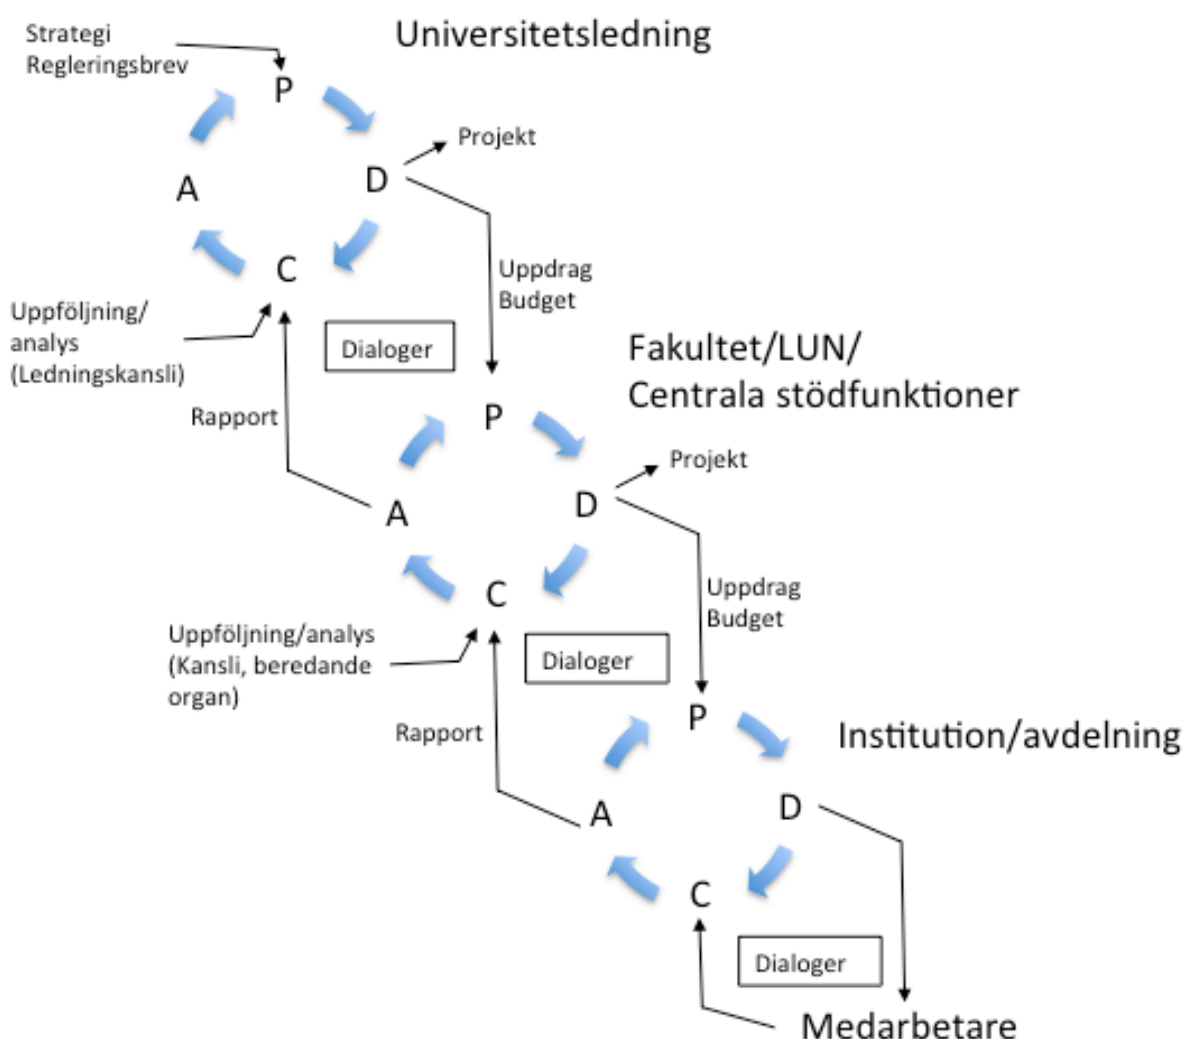 Strategi
Regleringsbrev
Universitetsledning
P
Projekt
A
D
C
Uppdrag
Budget
Uppföljning/
analys
(Ledningskansli)
Dialoger
Rapport
Fakultet/LUN/
Centrala stödfunktioner
P
Projekt
A
D
C
Uppdrag
Budget
Uppföljning/analys
(Kansli, beredande
organ)
Dialoger
Rapport
P
Institution/avdelning
A
D
C
Dialoger
Medarbetare